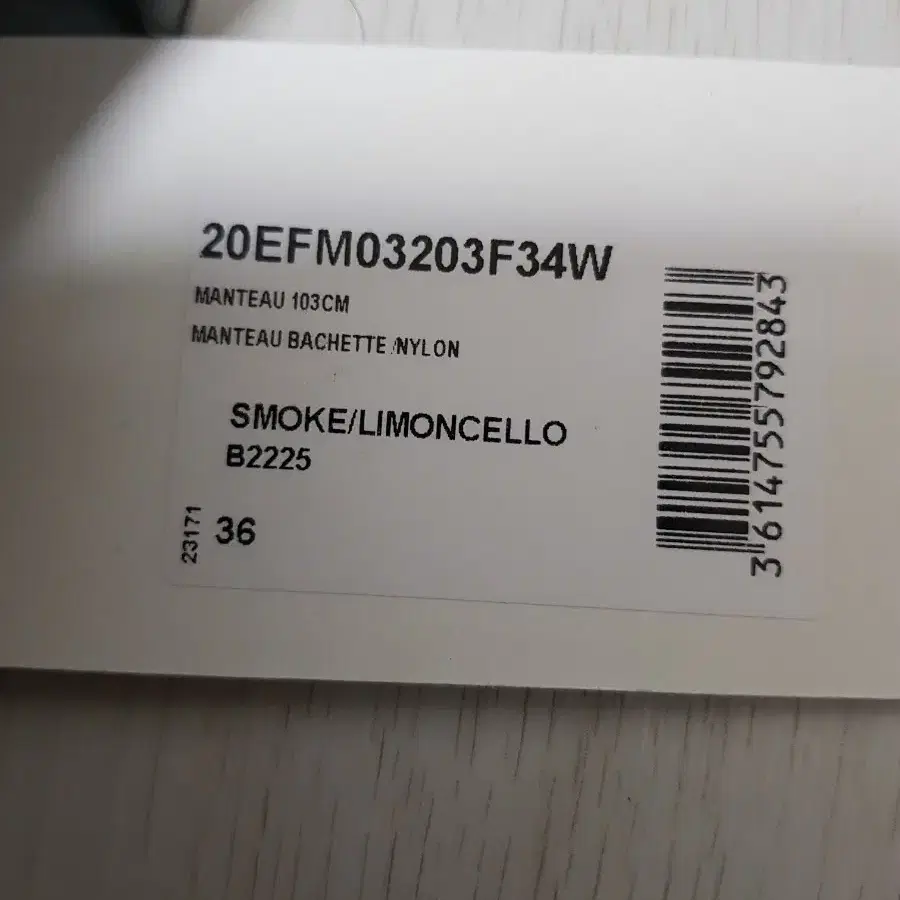 20EFM03203F34W
MANTEAU 103CM
MANTEAU BACHETTE/NYLON
SMOKE/LIMONCELLO
B2225
23171
36
3614755792843